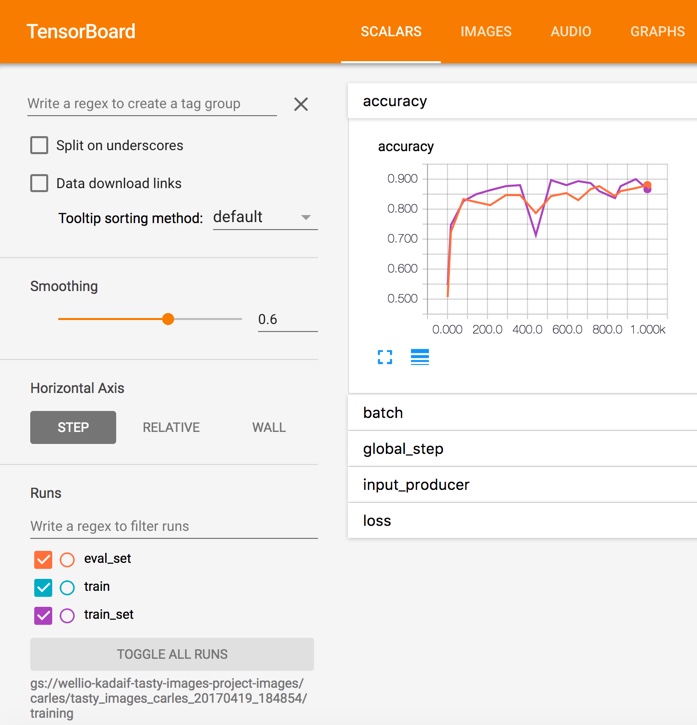 TensorBoard
SCALARS
IMAGES
AUDIO
GRAPHS
Write a regex to create a tag group
Split on underscores
Data download links
Tooltip sorting method: default
Smoothing
0.6
Horizontal Axis
STEP
RELATIVE
WALL
Runs
Write a regex to filter runs
eval_set
train
train_set
TOGGLE ALL RUNS
gs://wellio-kadaif-tasty-images-project-images/
carles/tasty_images_carles_20170419_184854/
training
accuracy
accuracy
0.900
0.800
0.700
0.600
0.500
0.000 200.0 400.0 600.0 800.0 1.000k
batch
global_step
input_producer
loss